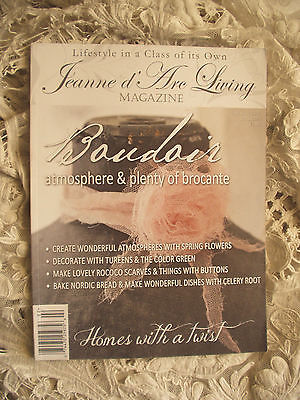 Lifestyle in a Class of its Own
Jeanne d'Arc Living
MAGAZINE
Boudoir
atmosphere & plenty of brocante
• CREATE WONDERFUL ATMOSPHERES WITH SPRING FLOWERS
• DECORATE WITH TUREENS & THE COLOR GREEN
• MAKE LOVELY ROCOCO SCARVES & THINGS WITH BUTTONS
• BAKE NORDIC BREAD & MAKE WONDERFUL DISHES WITH CELERY ROOT
Homes with a twist